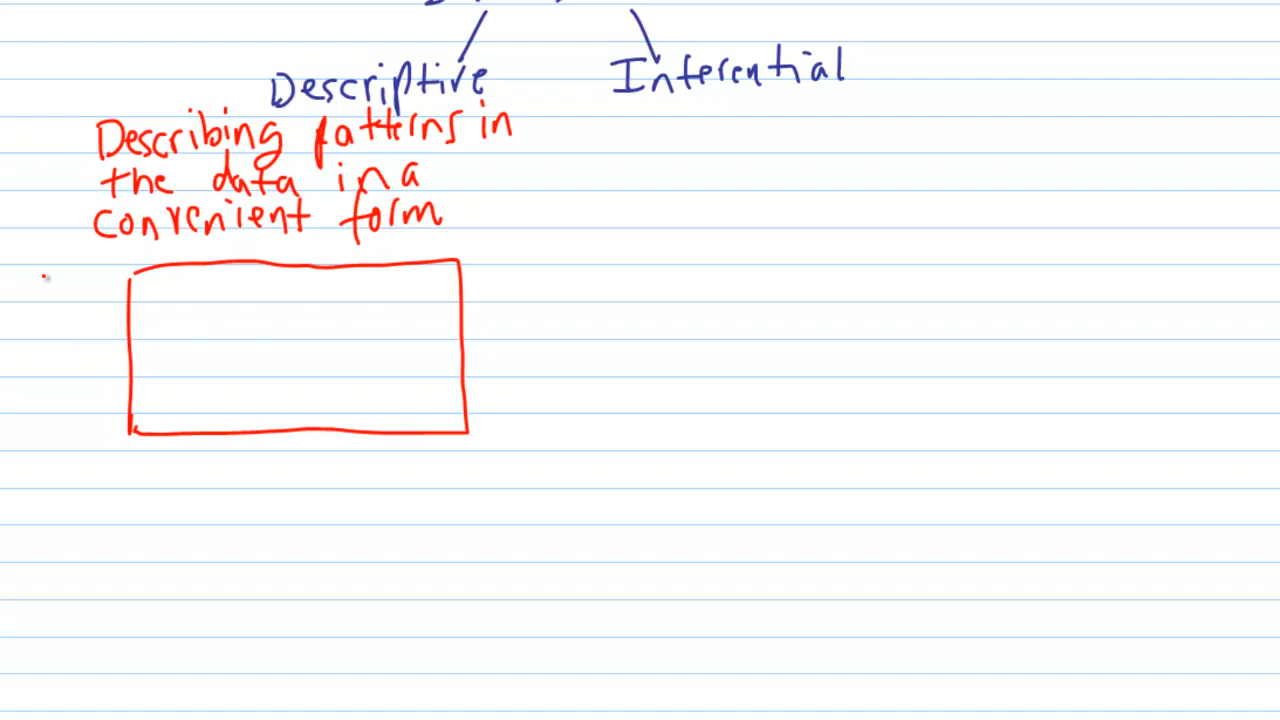 Descriptive Inferential
Describing patterns in
the data in a
convenient form